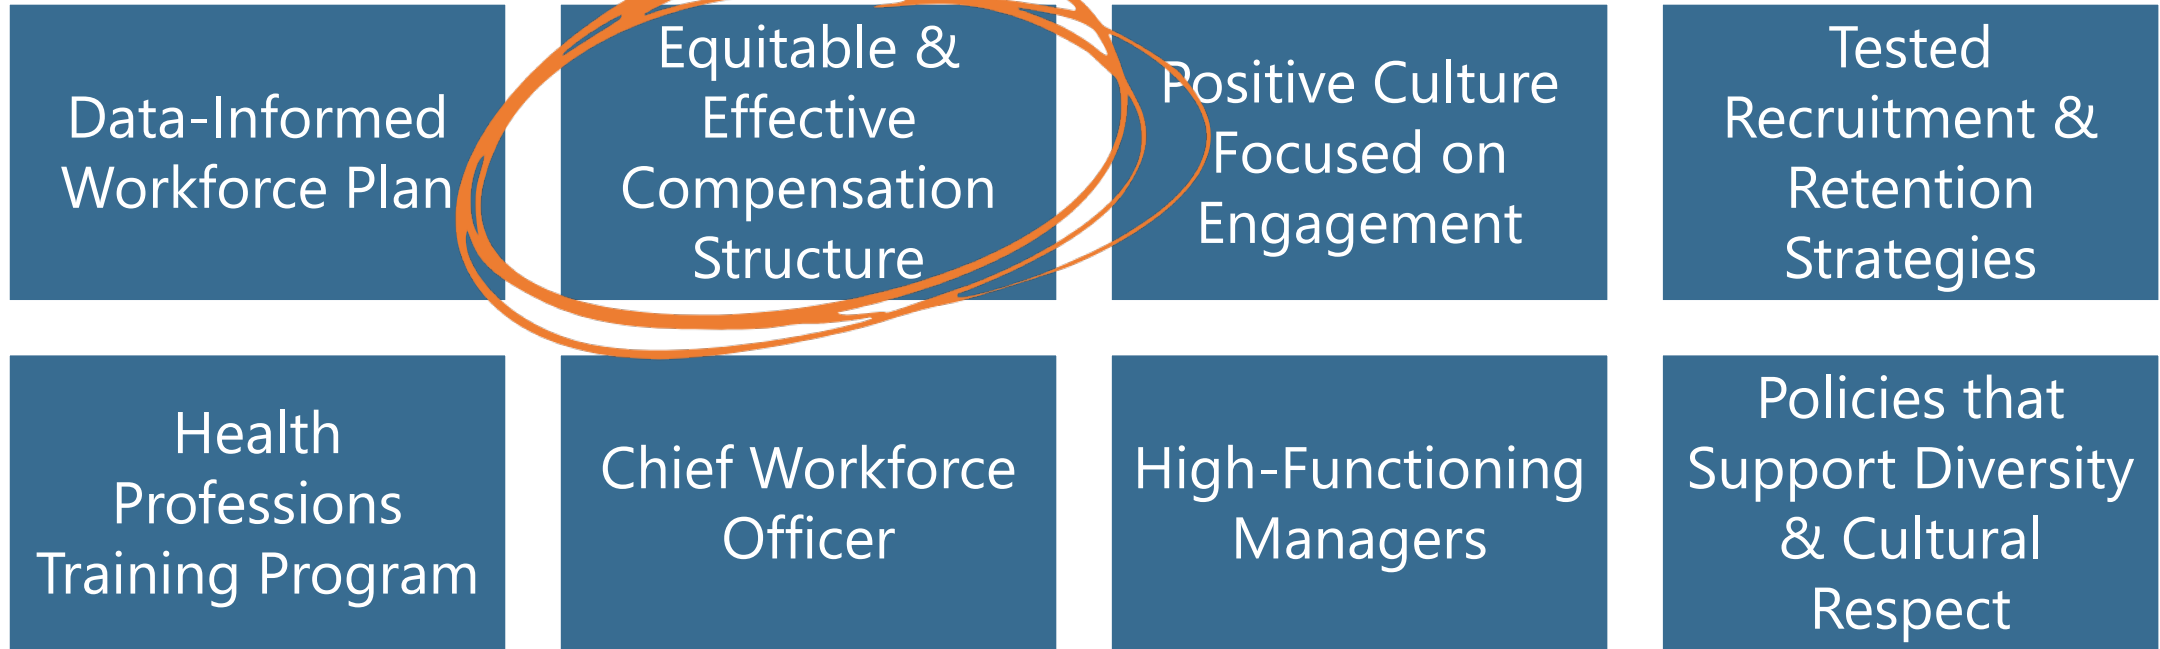 Data-Informed
Workforce Plan
Equitable &
Effective
Compensation
Structure
Positive Culture
Focused on
Engagement
Tested
Recruitment &
Retention
Strategies
Health
Professions
Training Program
Chief Workforce
Officer
High-Functioning
Managers
Policies that
Support Diversity
& Cultural
Respect